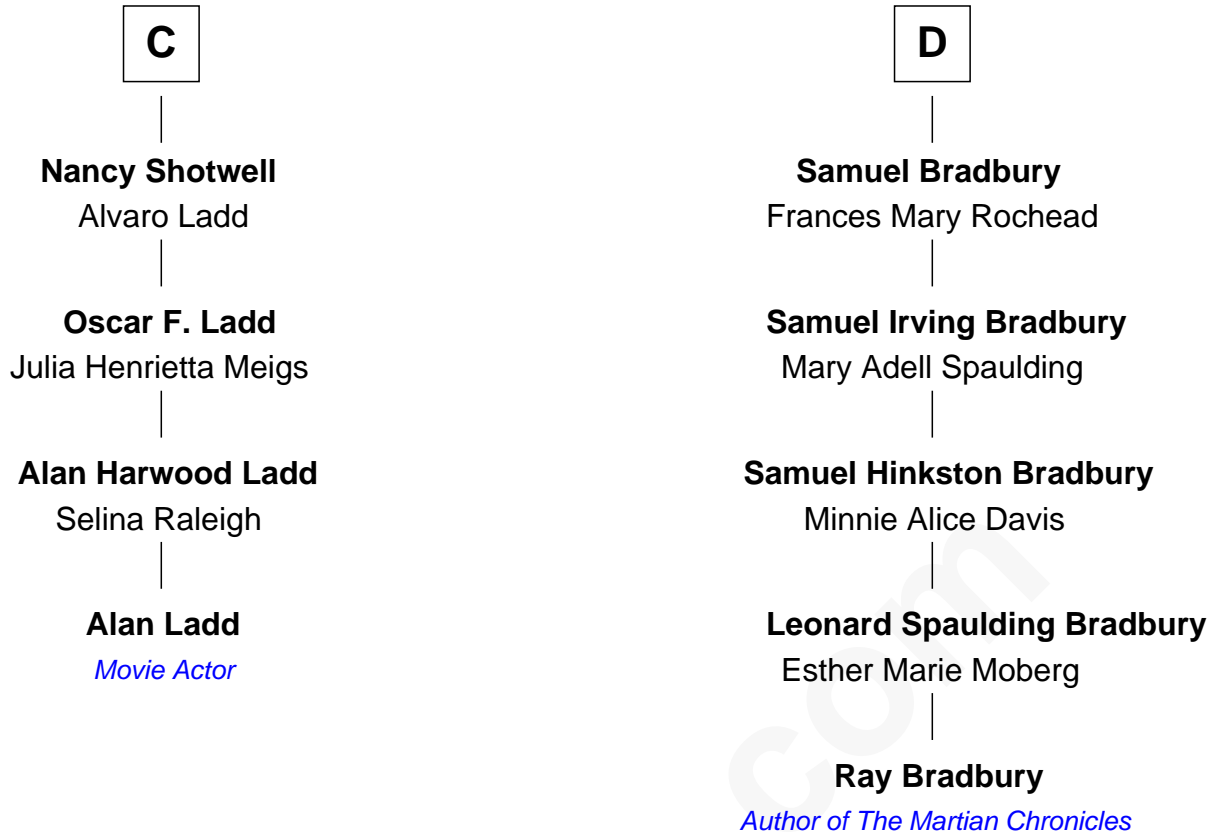 C
Nancy Shotwell
Alvaro Ladd
Oscar F. Ladd
Julia Henrietta Meigs
Alan Harwood Ladd
Selina Raleigh
Alan Ladd
Movie Actor
D
Samuel Bradbury
Frances Mary Rochead
Samuel Irving Bradbury
Mary Adell Spaulding
Samuel Hinkston Bradbury
Minnie Alice Davis
Leonard Spaulding Bradbury
Esther Marie Moberg
Ray Bradbury
Author of The Martian Chronicles
com